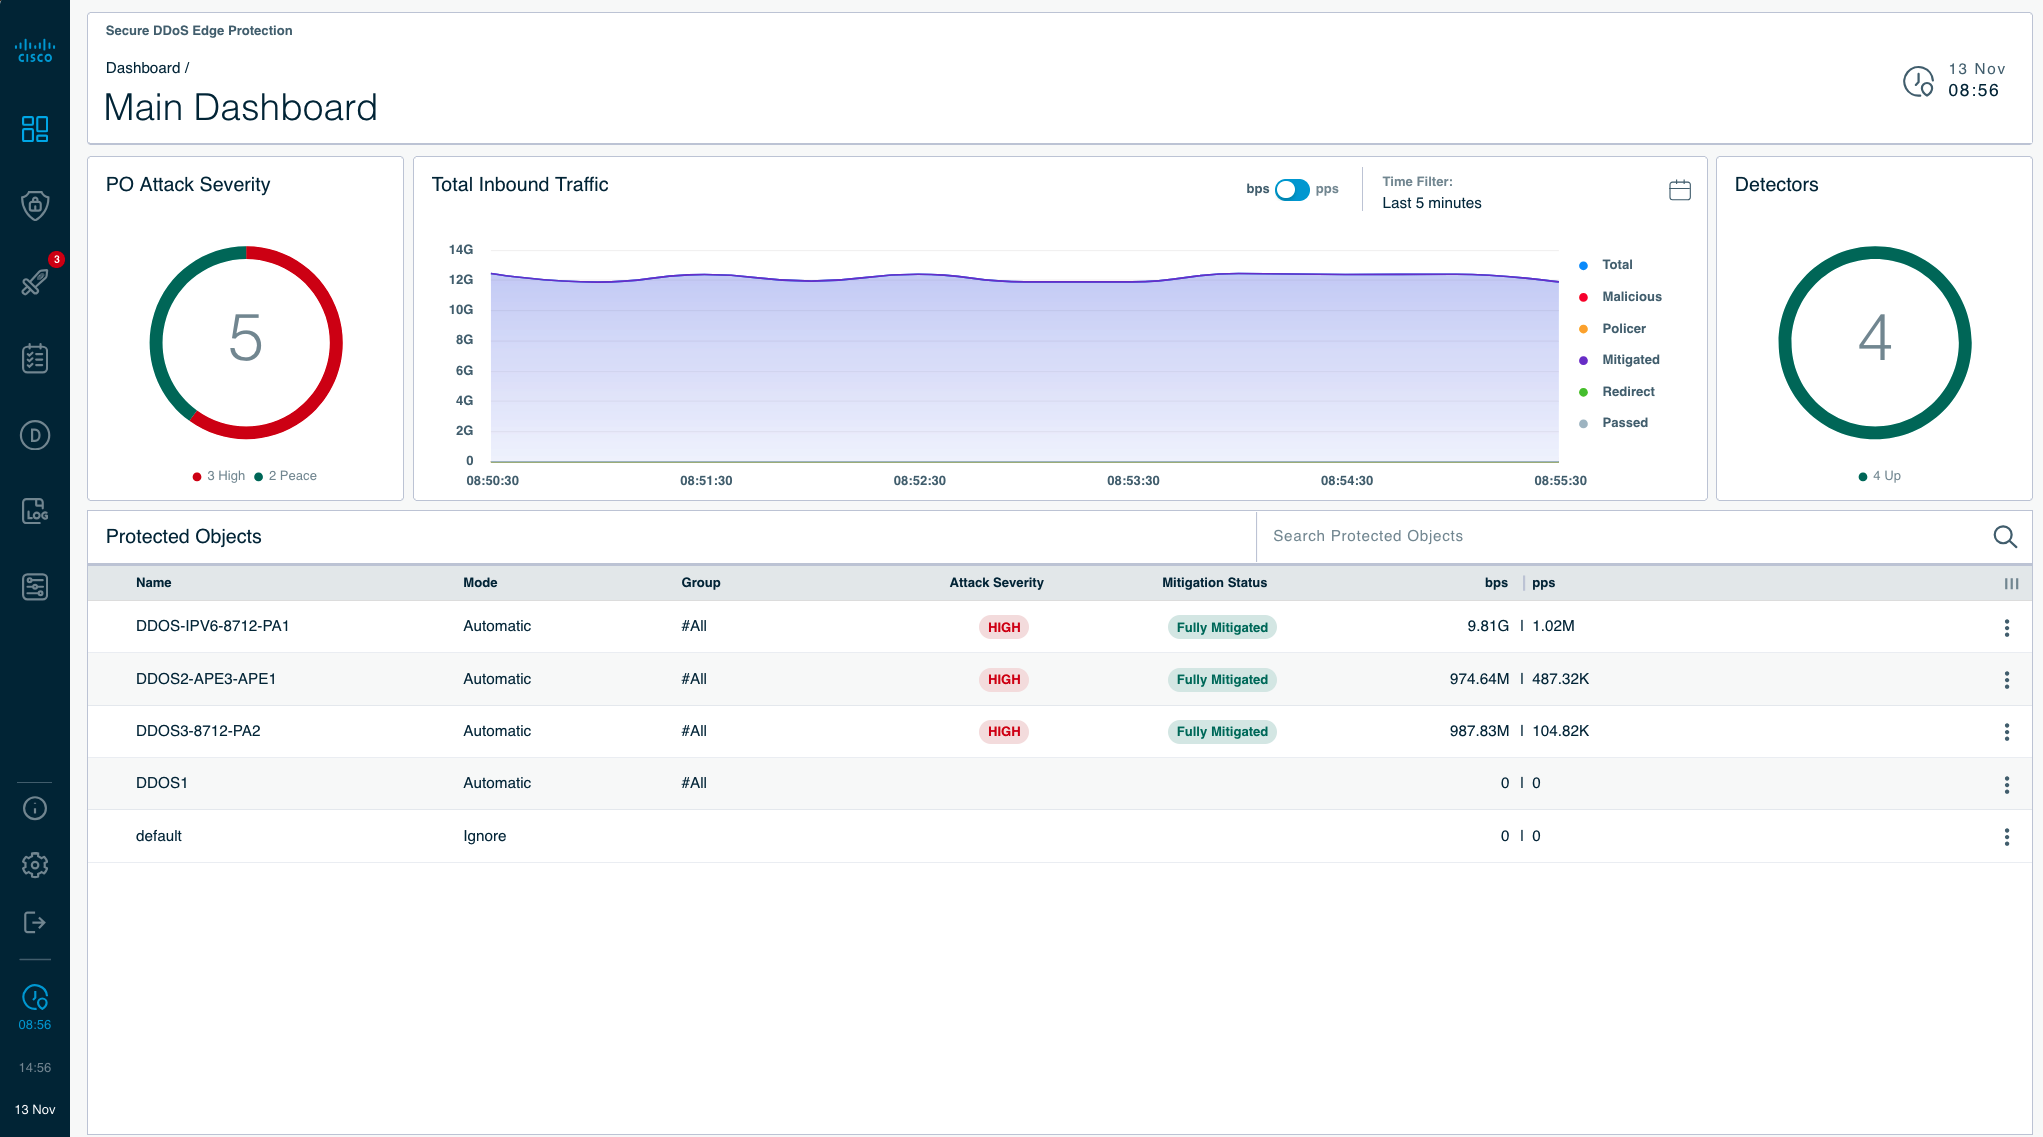 CISCO
3
D
LOG
08:56
14:56
13 Nov
Secure DDoS Edge Protection
Dashboard /
Main Dashboard
13 Nov
08:56
PO Attack Severity
5
3 High 2 Peace
Total Inbound Traffic
bps pps
Time Filter:
Last 5 minutes
14G
12G
10G
8G
6G
4G
2G
0
08:50:30 08:51:30 08:52:30 08:53:30 08:54:30 08:55:30
Total
Malicious
Policer
Mitigated
Redirect
Passed
Detectors
4
4 Up
Protected Objects
Search Protected Objects
Name Mode Group Attack Severity Mitigation Status bps | pps
DDOS-IPV6-8712-PA1 Automatic #All HIGH Fully Mitigated 9.81G | 1.02M
DDOS2-APE3-APE1 Automatic #All HIGH Fully Mitigated 974.64M | 487.32K
DDOS3-8712-PA2 Automatic #All HIGH Fully Mitigated 987.83M | 104.82K
DDOS1 Automatic #All 0 | 0
default Ignore 0 | 0